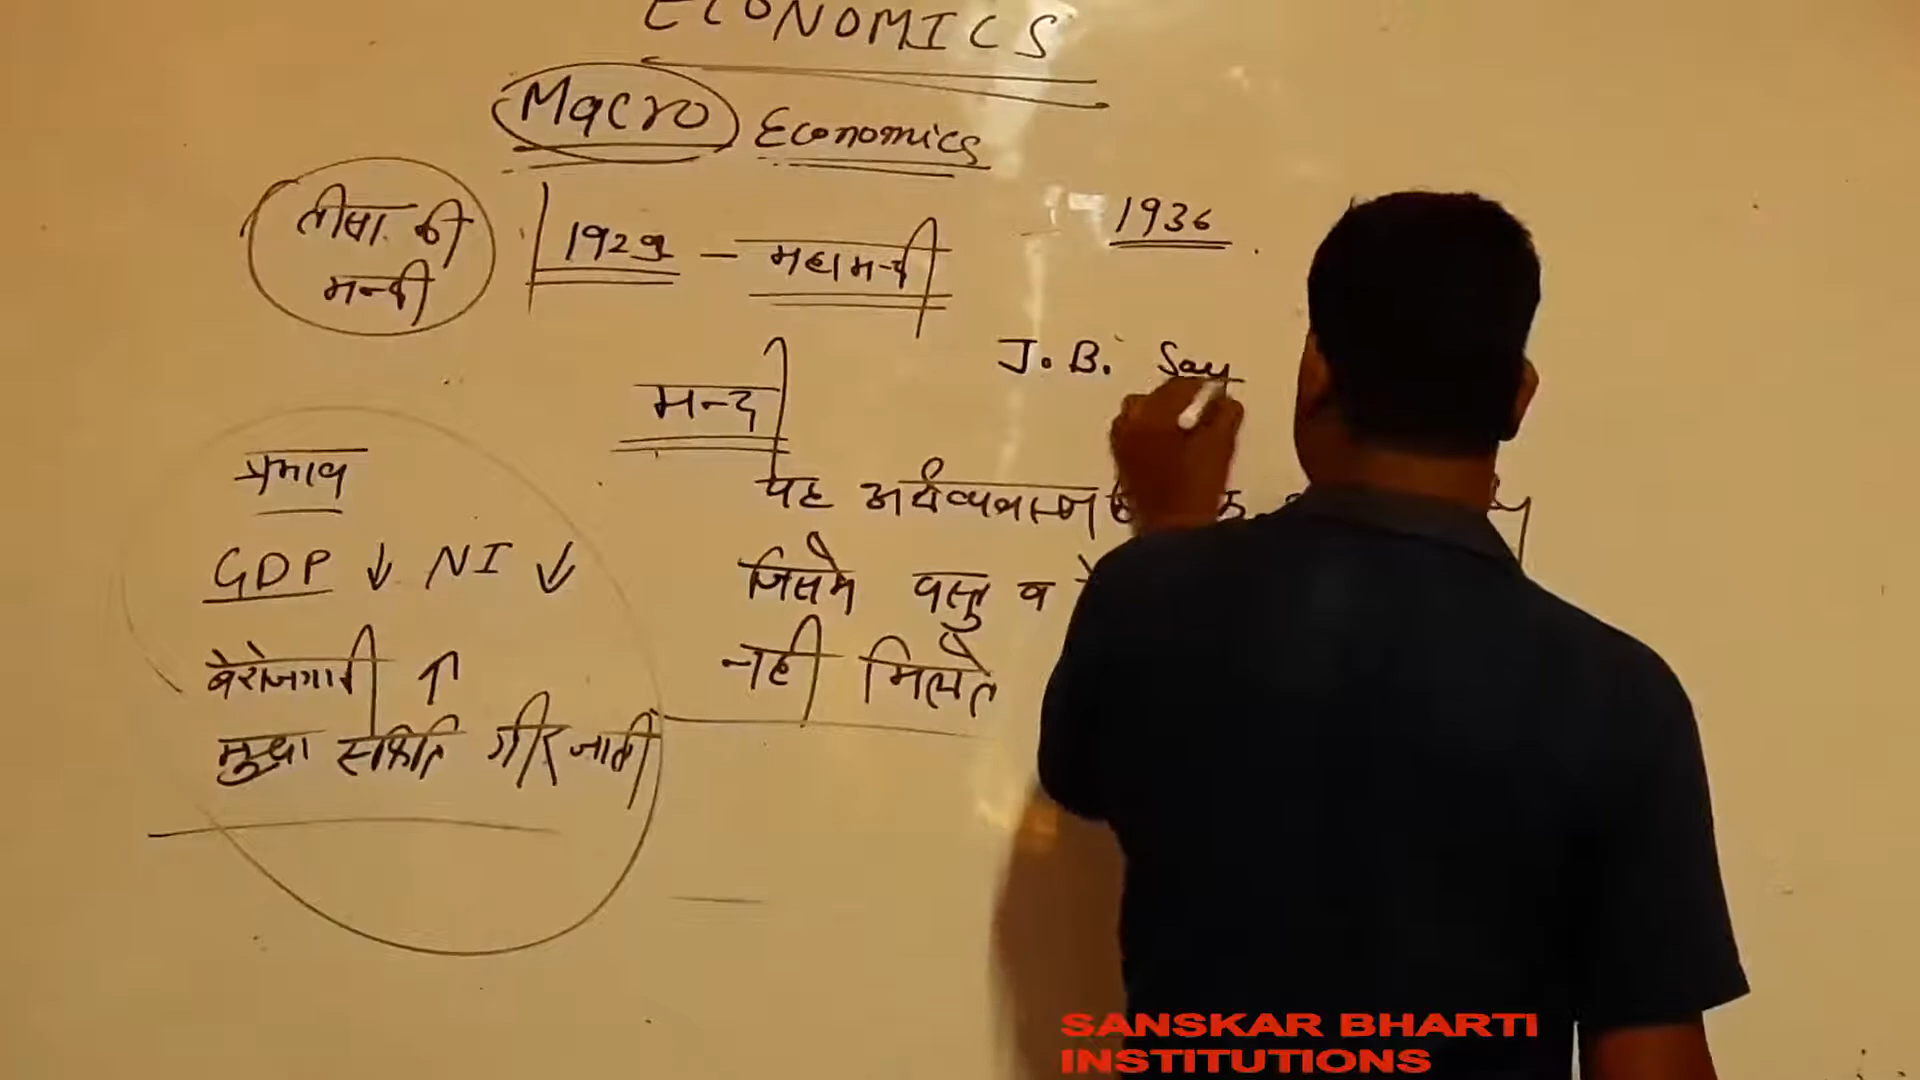 ECONOMICS
Macro Economics
1936
तीसा की
मन्दी
1929 - महामन्दी
J. B. Say
मन्दी
प्रभाव
यह अर्थव्यवस्था
GDP ↓ NI ↓
जिसमे वस्तु व
बेरोजगारी ↑
नही मिलते
मुद्रा स्फिति गीर जाती
SANSKAR BHARTI
INSTITUTIONS